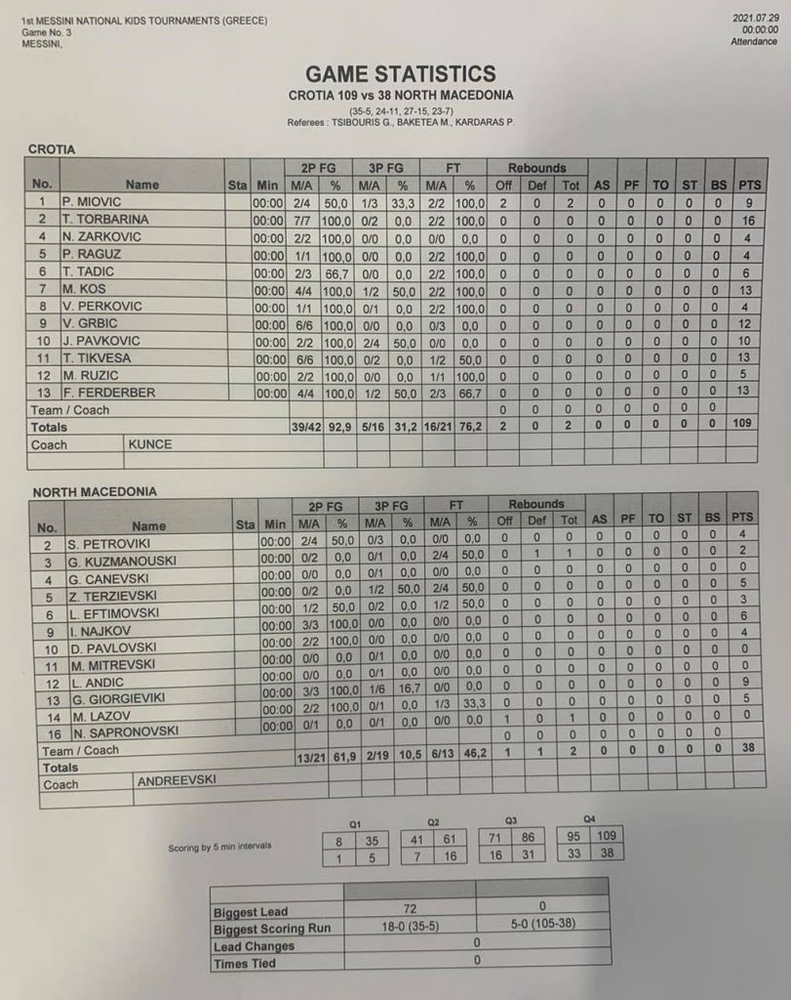 1st MESSINI NATIONAL KIDS TOURNAMENTS (GREECE)
Game No. 3
MESSINI,
2021.07.29
00:00:00
Attendance
GAME STATISTICS
CROTIA 109 vs 38 NORTH MACEDONIA
(35-5, 24-11, 27-15, 23-7)
Referees : TSIBOURIS G., BAKETEA M., KARDARAS P.
CROTIA
2P FG 3P FG FT Rebounds
No. Name Sta Min M/A % M/A % M/A % Off Def Tot AS PF TO ST BS PTS
1 P. MIOVIC 00:00 2/4 50,0 1/3 33,3 2/2 100,0 2 0 2 0 0 0 0 0 9
2 T. TORBARINA 00:00 7/7 100,0 0/2 0,0 2/2 100,0 0 0 0 0 0 0 0 0 16
4 N. ZARKOVIC 00:00 2/2 100,0 0/0 0,0 0/0 0,0 0 0 0 0 0 0 0 0 4
5 P. RAGUZ 00:00 1/1 100,0 0/0 0,0 2/2 100,0 0 0 0 0 0 0 0 0 4
6 T. TADIC 00:00 2/3 66,7 0/0 0,0 2/2 100,0 0 0 0 0 0 0 0 0 6
7 M. KOS 00:00 4/4 100,0 1/2 50,0 2/2 100,0 0 0 0 0 0 0 0 0 13
8 V. PERKOVIC 00:00 1/1 100,0 0/1 0,0 2/2 100,0 0 0 0 0 0 0 0 0 4
9 V. GRBIC 00:00 6/6 100,0 0/0 0,0 0/3 0,0 0 0 0 0 0 0 0 0 12
10 J. PAVKOVIC 00:00 2/2 100,0 2/4 50,0 0/0 0,0 0 0 0 0 0 0 0 0 10
11 T. TIKVESA 00:00 6/6 100,0 0/2 0,0 1/2 50,0 0 0 0 0 0 0 0 0 13
12 M. RUZIC 00:00 2/2 100,0 0/0 0,0 1/1 100,0 0 0 0 0 0 0 0 0 5
13 F. FERDERBER 00:00 4/4 100,0 1/2 50,0 2/3 66,7 0 0 0 0 0 0 0 0 13
Team / Coach 0 0 0 0 0 0 0 0
Totals 39/42 92,9 5/16 31,2 16/21 76,2 2 0 2 0 0 0 0 0 109
Coach KUNCE
NORTH MACEDONIA
2P FG 3P FG FT Rebounds
No. Name Sta Min M/A % M/A % M/A % Off Def Tot AS PF TO ST BS PTS
2 S. PETROVIKI 00:00 2/4 50,0 0/3 0,0 0/0 0,0 0 0 0 0 0 0 0 0 4
3 G. KUZMANOUSKI 00:00 0/2 0,0 0/1 0,0 2/4 50,0 0 1 1 0 0 0 0 0 2
4 G. CANEVSKI 00:00 0/0 0,0 0/1 0,0 0/0 0,0 0 0 0 0 0 0 0 0 0
5 Z. TERZIEVSKI 00:00 0/2 0,0 1/2 50,0 2/4 50,0 0 0 0 0 0 0 0 0 5
6 L. EFTIMOVSKI 00:00 1/2 50,0 0/2 0,0 1/2 50,0 0 0 0 0 0 0 0 0 3
9 I. NAJKOV 00:00 3/3 100,0 0/0 0,0 0/0 0,0 0 0 0 0 0 0 0 0 6
10 D. PAVLOVSKI 00:00 2/2 100,0 0/0 0,0 0/0 0,0 0 0 0 0 0 0 0 0 4
11 M. MITREVSKI 00:00 0/0 0,0 0/1 0,0 0/0 0,0 0 0 0 0 0 0 0 0 0
12 L. ANDIC 00:00 0/0 0,0 0/1 0,0 0/0 0,0 0 0 0 0 0 0 0 0 0
13 G. GIORGIEVIKI 00:00 3/3 100,0 1/6 16,7 0/0 0,0 0 0 0 0 0 0 0 0 9
14 M. LAZOV 00:00 2/2 100,0 0/1 0,0 1/3 33,3 0 0 0 0 0 0 0 0 5
16 N. SAPRONOVSKI 00:00 0/1 0,0 0/1 0,0 0/0 0,0 1 0 1 0 0 0 0 0 0
Team / Coach 0 0 0 0 0 0 0 0
Totals 13/21 61,9 2/19 10,5 6/13 46,2 1 1 2 0 0 0 0 0 38
Coach ANDREEVSKI
Q1 Q2 Q3 Q4
Scoring by 5 min intervals
8 35 41 61 71 86 95 109
1 5 7 16 16 31 33 38
Biggest Lead 72 0
Biggest Scoring Run 18-0 (35-5) 5-0 (105-38)
Lead Changes 0
Times Tied 0